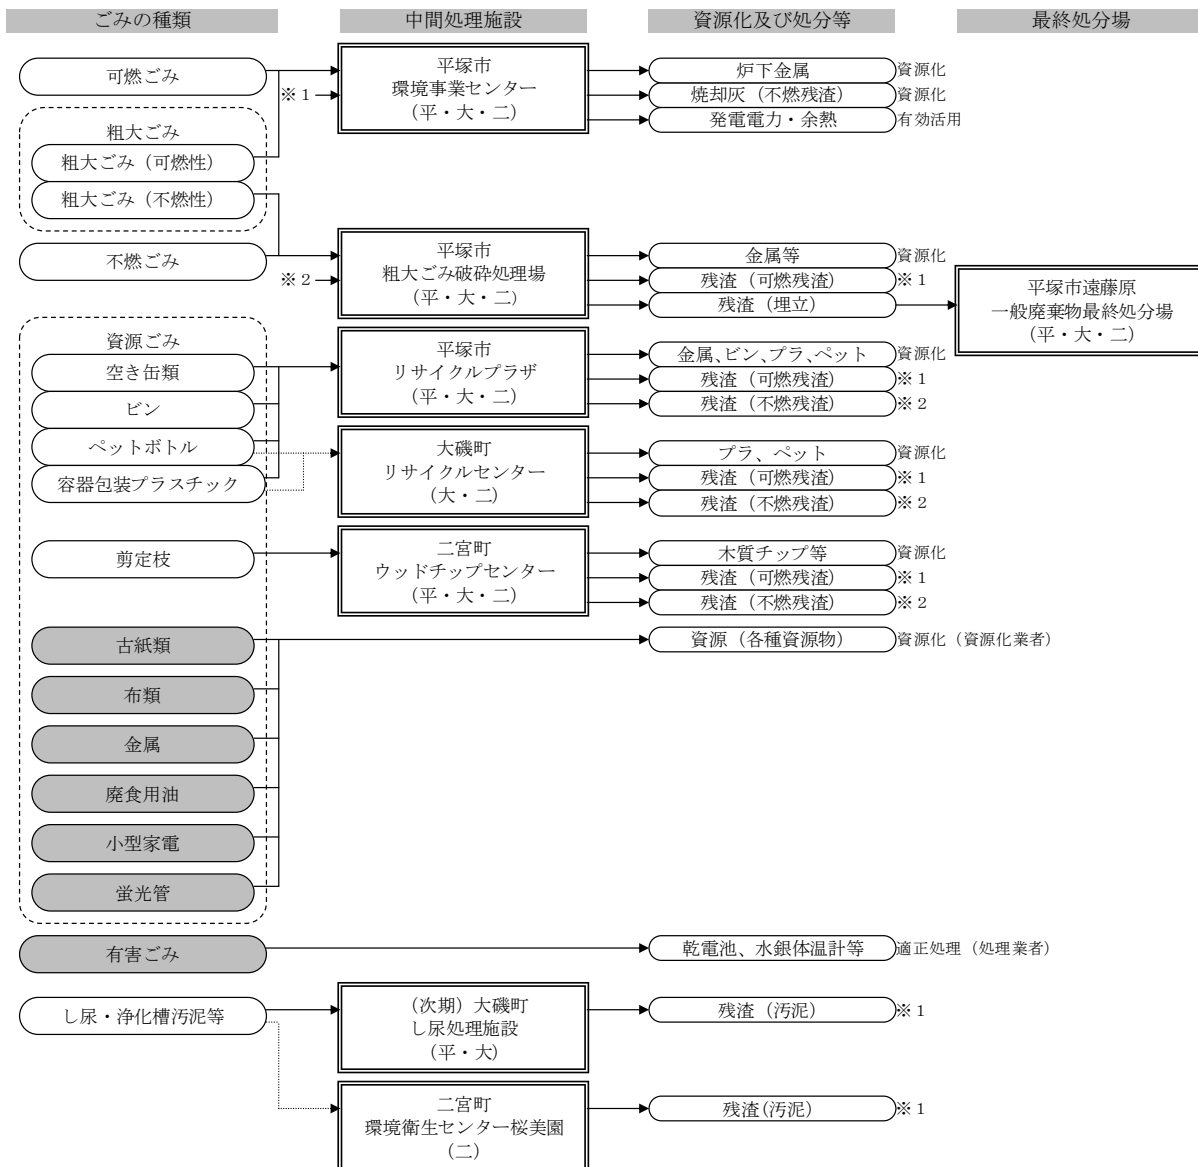 ごみの種類
中間処理施設
資源化及び処分等
最終処分場
可燃ごみ
※1
平塚市
環境事業センター
(平・大・二)
炉下金属
資源化
焼却灰(不燃残渣)
資源化
発電電力・余熱
有効活用
粗大ごみ
粗大ごみ(可燃性)
粗大ごみ(不燃性)
不燃ごみ
※2
平塚市
粗大ごみ破砕処理場
(平・大・二)
金属等
資源化
残渣(可燃残渣)
※1
残渣(埋立)
平塚市遠藤原
一般廃棄物最終処分場
(平・大・二)
資源ごみ
空き缶類
ビン
ペットボトル
容器包装プラスチック
平塚市
リサイクルプラザ
(平・大・二)
金属、ビン、プラ、ペット
資源化
残渣(可燃残渣)
※1
残渣(不燃残渣)
※2
大磯町
リサイクルセンター
(大・二)
プラ、ペット
資源化
残渣(可燃残渣)
※1
残渣(不燃残渣)
※2
剪定枝
二宮町
ウッドチップセンター
(平・大・二)
木質チップ等
資源化
残渣(可燃残渣)
※1
残渣(不燃残渣)
※2
古紙類
布類
金属
廃食用油
小型家電
蛍光管
資源(各種資源物)
資源化(資源化業者)
有害ごみ
乾電池、水銀体温計等
適正処理(処理業者)
し尿・浄化槽汚泥等
(次期)大磯町
し尿処理施設
(平・大)
残渣(汚泥)
※1
二宮町
環境衛生センター桜美園
(二)
残渣(汚泥)
※1